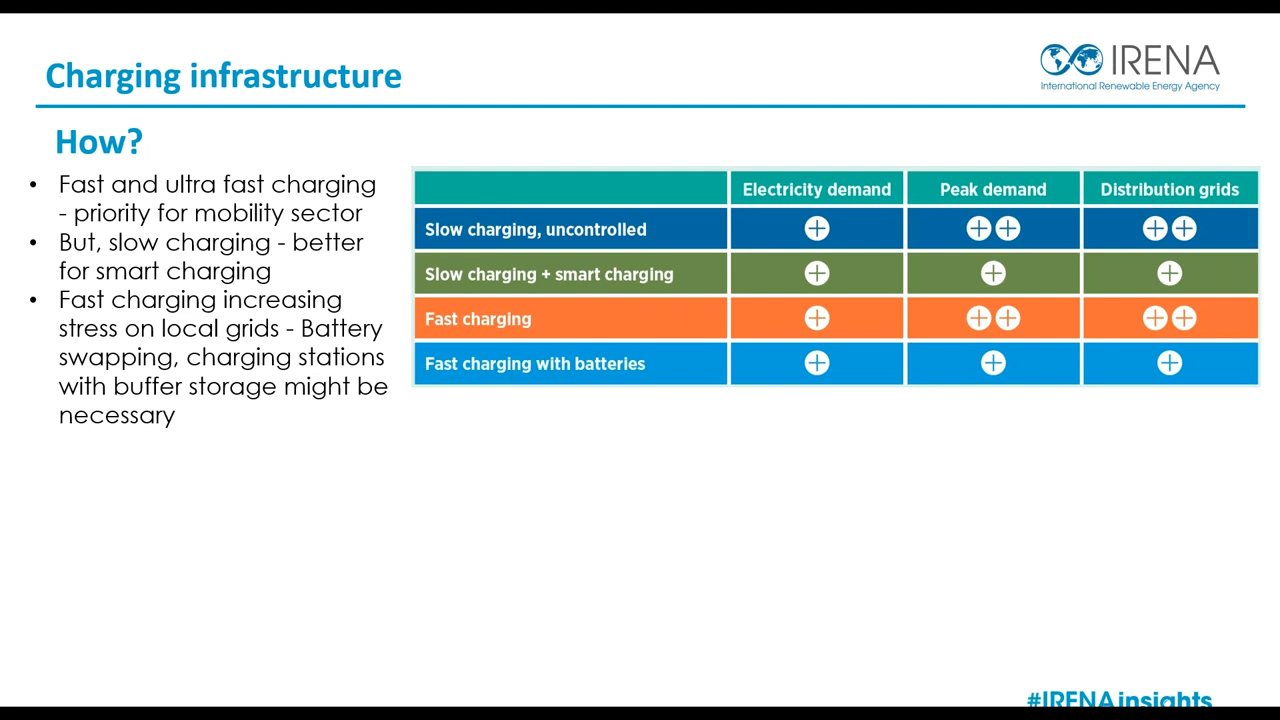 Charging infrastructure
IRENA
International Renewable Energy Agency
How?
• Fast and ultra fast charging
- priority for mobility sector
• But, slow charging - better
for smart charging
• Fast charging increasing
stress on local grids - Battery
swapping, charging stations
with buffer storage might be
necessary
Electricity demand Peak demand Distribution grids
Slow charging, uncontrolled + ++ ++
Slow charging + smart charging + + +
Fast charging + ++ ++
Fast charging with batteries + + +
#IRENAinsights